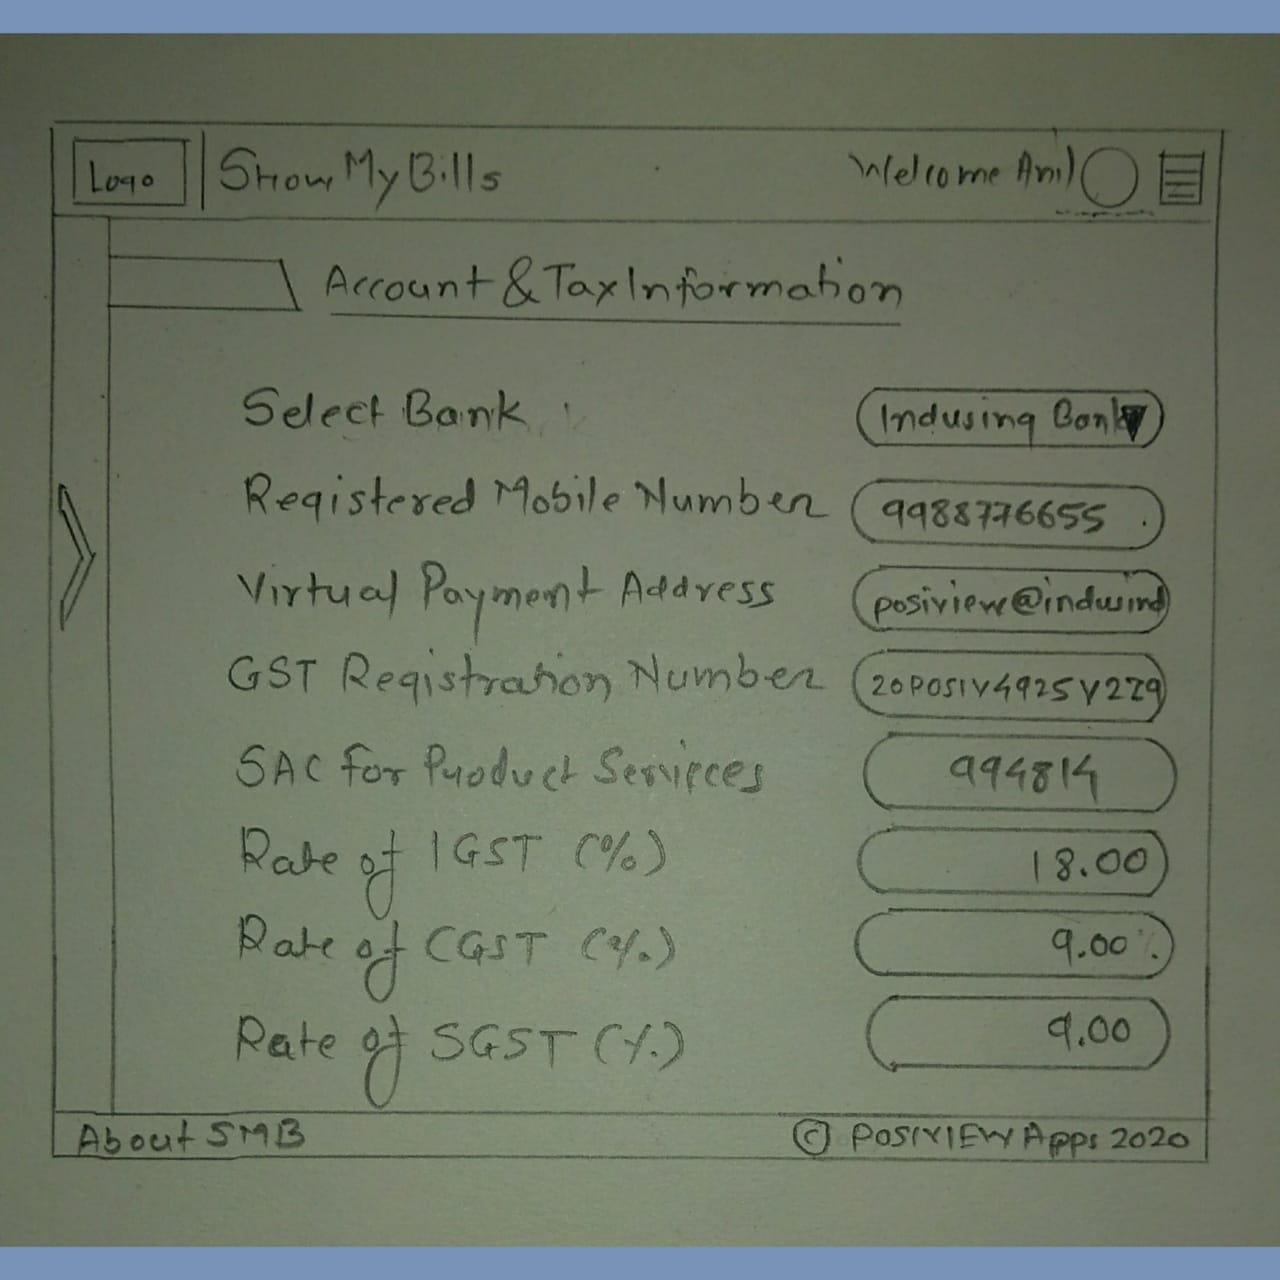 Logo ShowMyBills Welcome Anil
Account & Tax Information
Select Bank : Indusing Bank
Registered Mobile Number 9988776655
Virtual Payment Address posiview@indusind
GST Registration Number 20POSIV4925V2Z9
SAC for Product Servicces 994814
Rate of IGST (%) 18.00
Rate of CGST (%) 9.00%
Rate of SGST (%) 9.00
About SMB © POSIVIEW Apps 2020